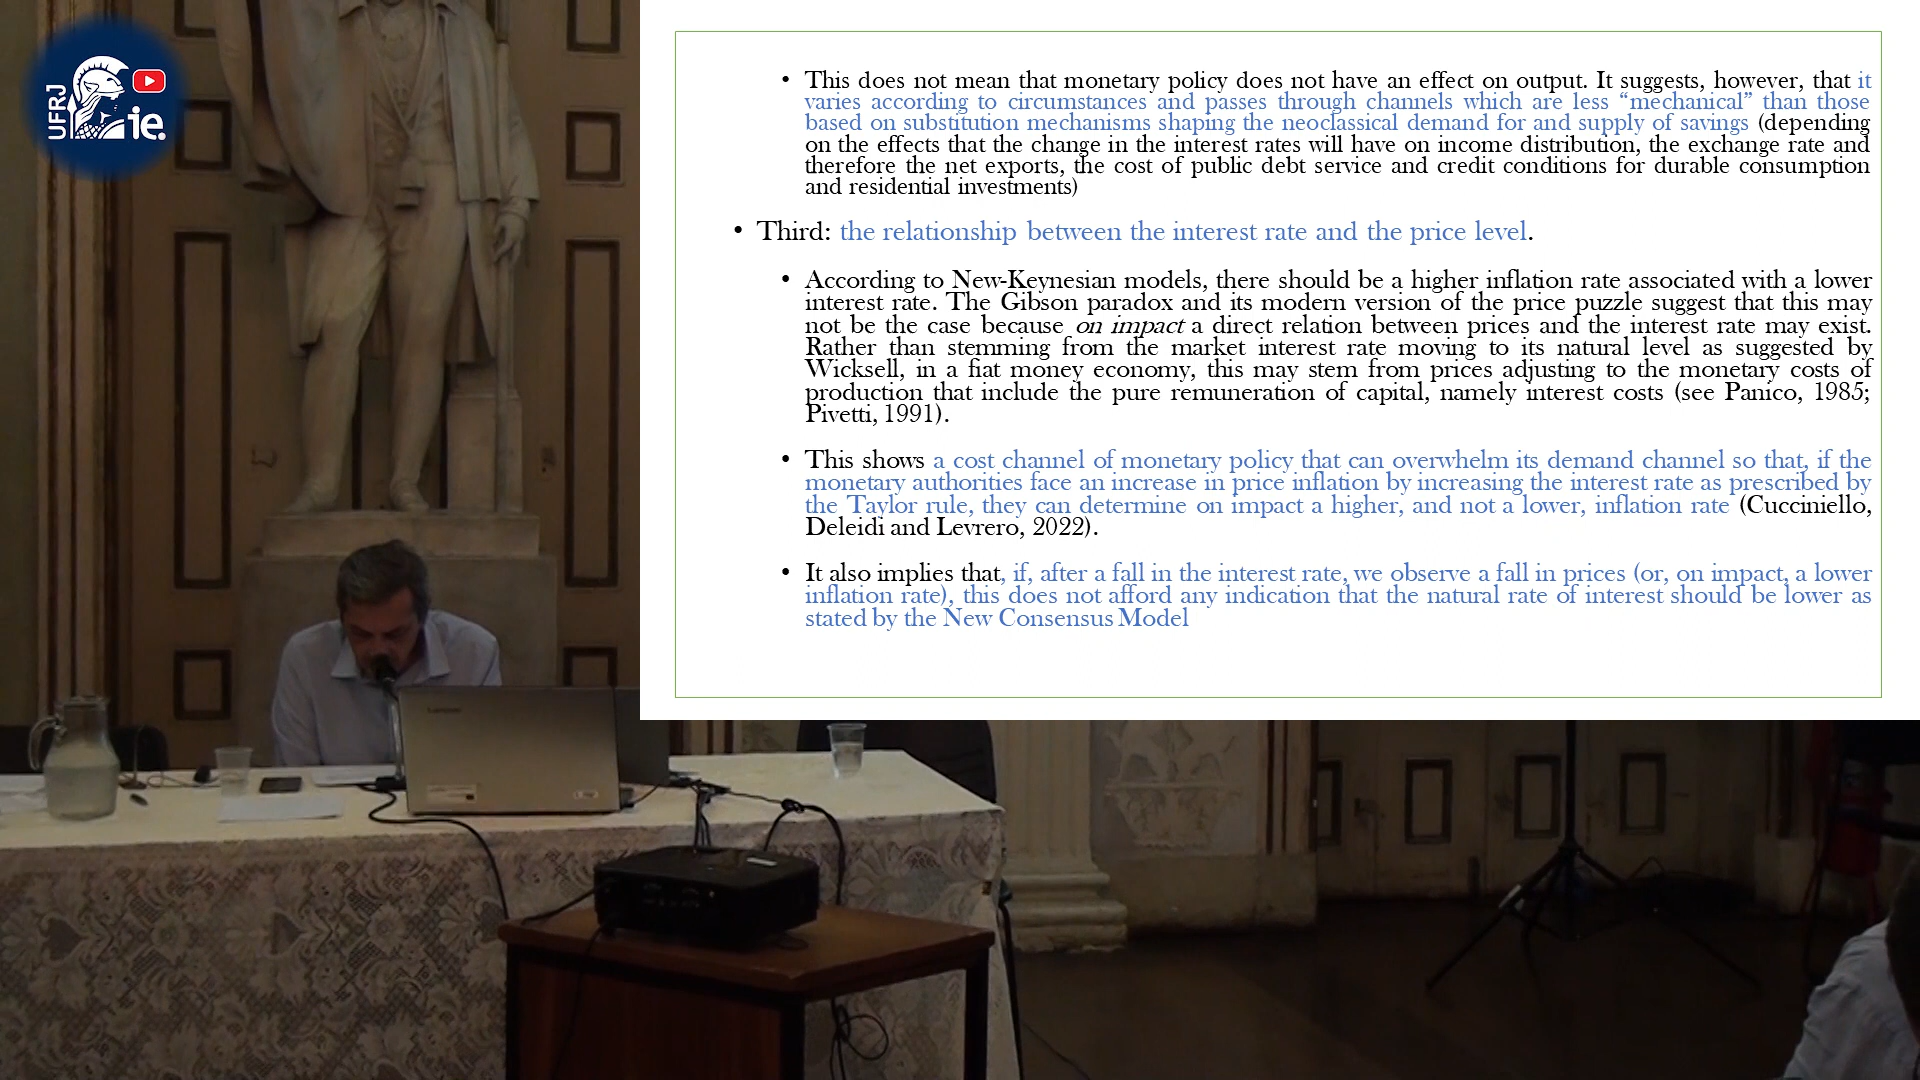 UFRJ
ie.
• This does not mean that monetary policy does not have an effect on output. It suggests, however, that it
varies according to circumstances and passes through channels which are less “mechanical” than those
based on substitution mechanisms shaping the neoclassical demand for and supply of savings (depending
on the effects that the change in the interest rates will have on income distribution, the exchange rate and
therefore the net exports, the cost of public debt service and credit conditions for durable consumption
and residential investments)
• Third: the relationship between the interest rate and the price level.
• According to New-Keynesian models, there should be a higher inflation rate associated with a lower
interest rate. The Gibson paradox and its modern version of the price puzzle suggest that this may
not be the case because on impact a direct relation between prices and the interest rate may exist.
Rather than stemming from the market interest rate moving to its natural level as suggested by
Wicksell, in a fiat money economy, this may stem from prices adjusting to the monetary costs of
production that include the pure remuneration of capital, namely interest costs (see Panico, 1985;
Pivetti, 1991).
• This shows a cost channel of monetary policy that can overwhelm its demand channel so that, if the
monetary authorities face an increase in price inflation by increasing the interest rate as prescribed by
the Taylor rule, they can determine on impact a higher, and not a lower, inflation rate (Cucciniello,
Deleidi and Levrero, 2022).
• It also implies that, if, after a fall in the interest rate, we observe a fall in prices (or, on impact, a lower
inflation rate), this does not afford any indication that the natural rate of interest should be lower as
stated by the New Consensus Model